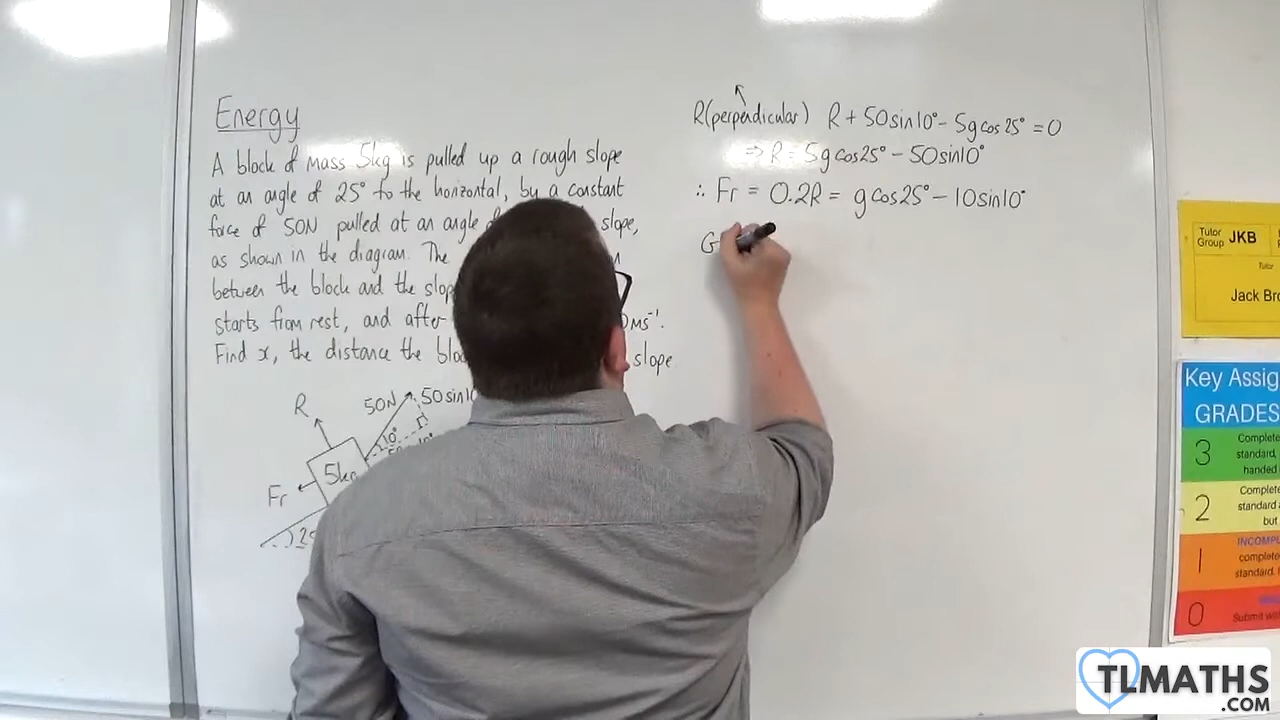 Energy
A block of mass 5kg is pulled up a rough slope
at an angle of 25° to the horizontal, by a constant
force of 50N pulled at an angle slope,
as shown in the diagram. The
between the block and the slop
starts from rest, and after ms⁻¹.
Find x, the distance the bloc slope
R
50N 50sin10
10°
5kg
Fr
R(perpendicular) R + 50sin10° - 5gcos25° = 0
⇒ R = 5gcos25° - 50sin10°
∴ Fr = 0.2R = gcos25° - 10sin10°
G
Tutor Group JKB
Tutor
Jack Bro
Key Assig
GRADES
3 Complete standard, handed
2 Complete standard a but
1 INCOMPL complete standard.
0 Submit wi
TLMATHS
.COM